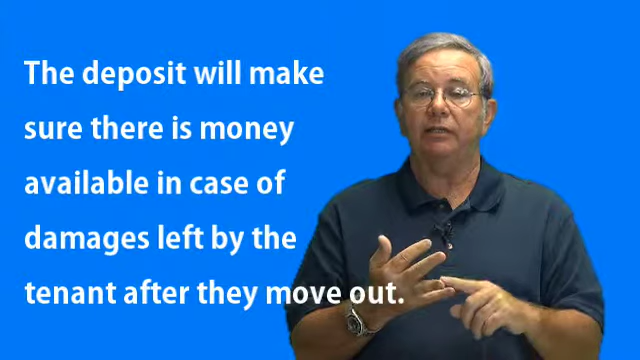 The deposit will make
sure there is money
available in case of
damages left by the
tenant after they move out.